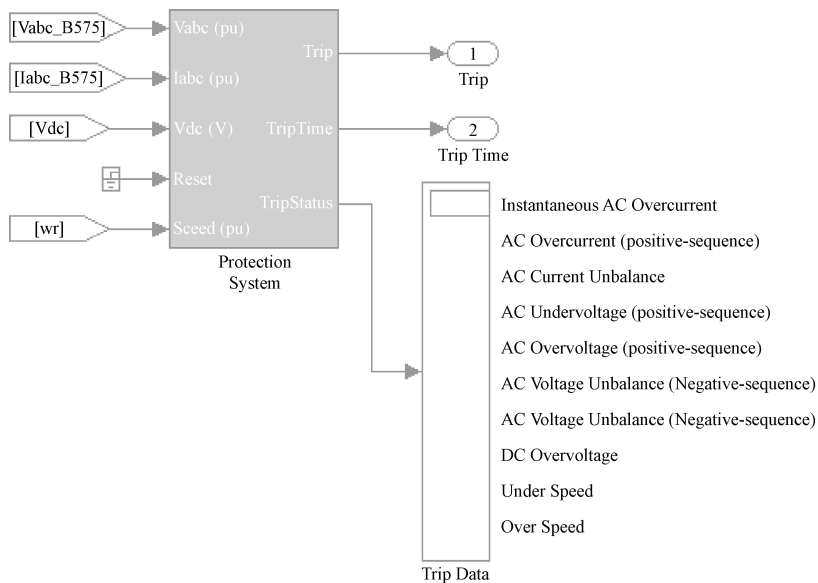 [Vabc_B575]
[Iabc_B575]
[Vdc]
[wr]
Vabc (pu)
Iabc (pu)
Vdc (V)
Reset
Sceed (pu)
Trip
TripTime
TripStatus
Protection
System
1
Trip
2
Trip Time
Instantaneous AC Overcurrent
AC Overcurrent (positive-sequence)
AC Current Unbalance
AC Undervoltage (positive-sequence)
AC Overvoltage (positive-sequence)
AC Voltage Unbalance (Negative-sequence)
AC Voltage Unbalance (Negative-sequence)
DC Overvoltage
Under Speed
Over Speed
Trip Data